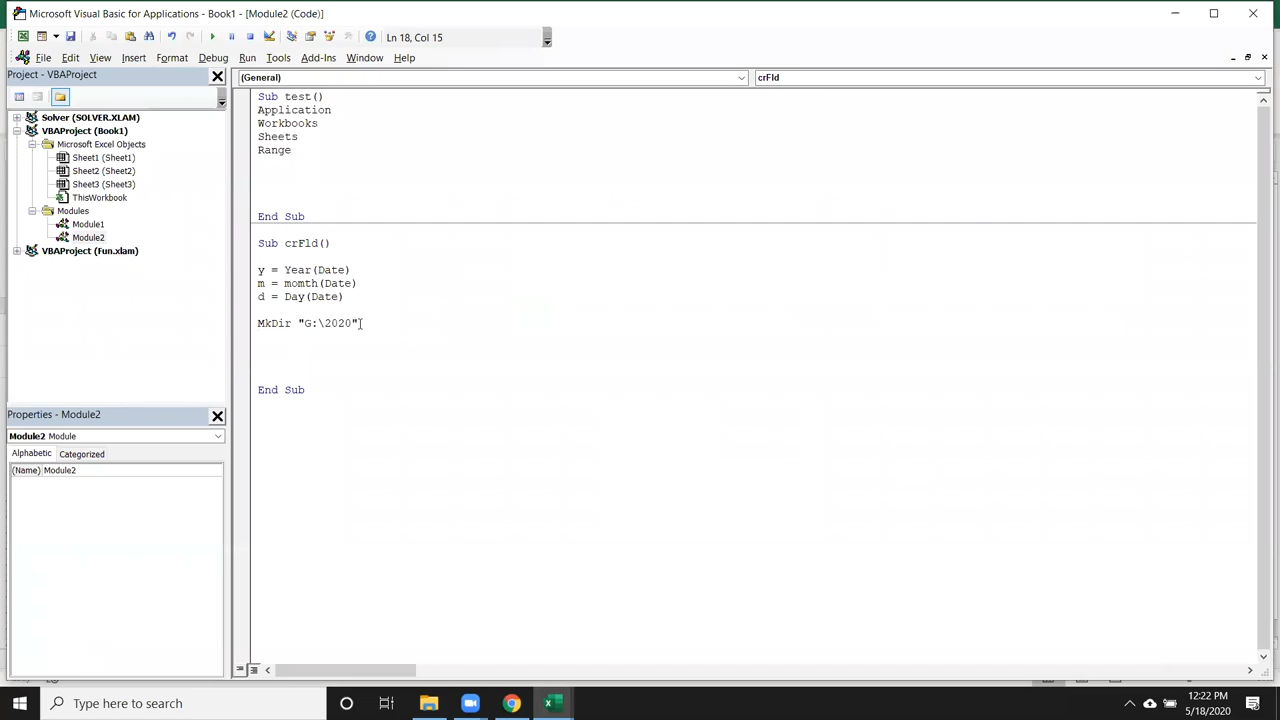 Microsoft Visual Basic for Applications - Book1 - [Module2 (Code)]
Ln 18, Col 15
File Edit View Insert Format Debug Run Tools Add-Ins Window Help
Project - VBAProject
(General)
crFld
Solver (SOLVER.XLAM)
VBAProject (Book1)
Microsoft Excel Objects
Sheet1 (Sheet1)
Sheet2 (Sheet2)
Sheet3 (Sheet3)
ThisWorkbook
Modules
Module1
Module2
VBAProject (Fun.xlam)
Sub test()
Application
Workbooks
Sheets
Range
End Sub
Sub crFld()
y = Year(Date)
m = momth(Date)
d = Day(Date)
MkDir "G:\2020"
End Sub
Properties - Module2
Module2 Module
Alphabetic Categorized
(Name) Module2
Type here to search
12:22 PM
5/18/2020